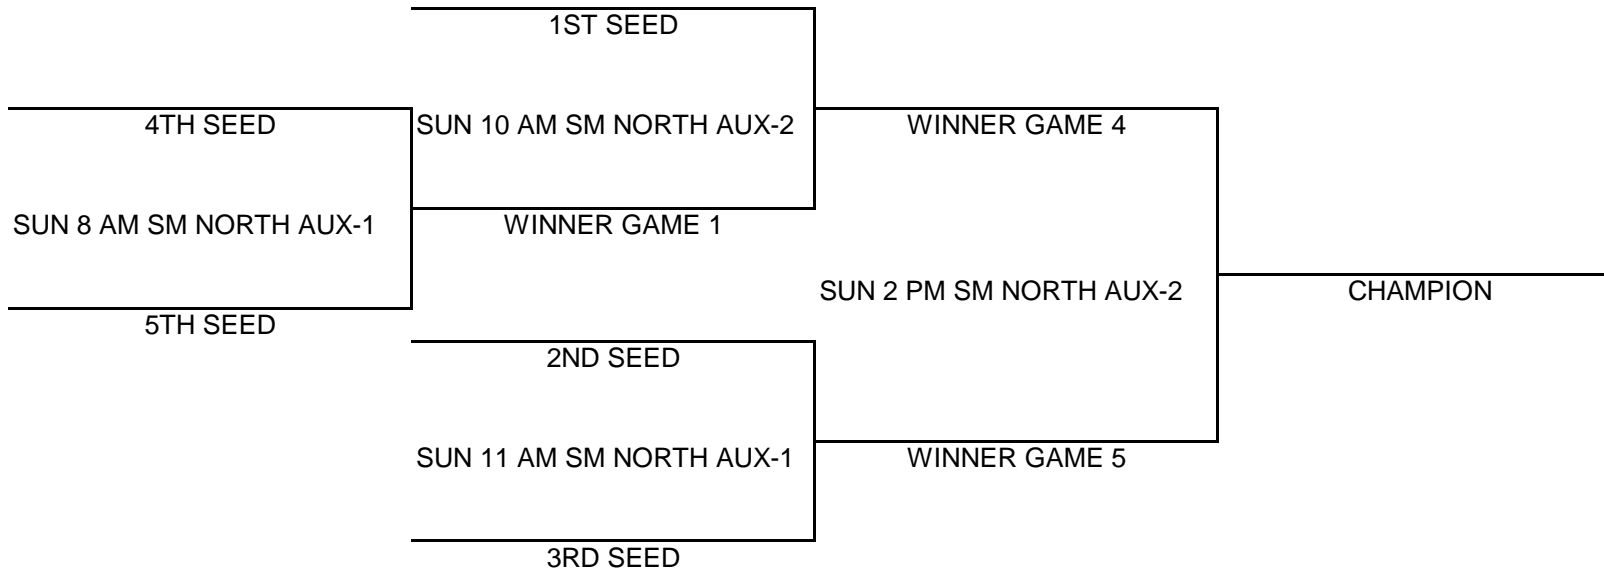 1ST SEED
4TH SEED
SUN 10 AM SM NORTH AUX-2
WINNER GAME 4
SUN 8 AM SM NORTH AUX-1
WINNER GAME 1
SUN 2 PM SM NORTH AUX-2
CHAMPION
5TH SEED
2ND SEED
SUN 11 AM SM NORTH AUX-1
WINNER GAME 5
3RD SEED